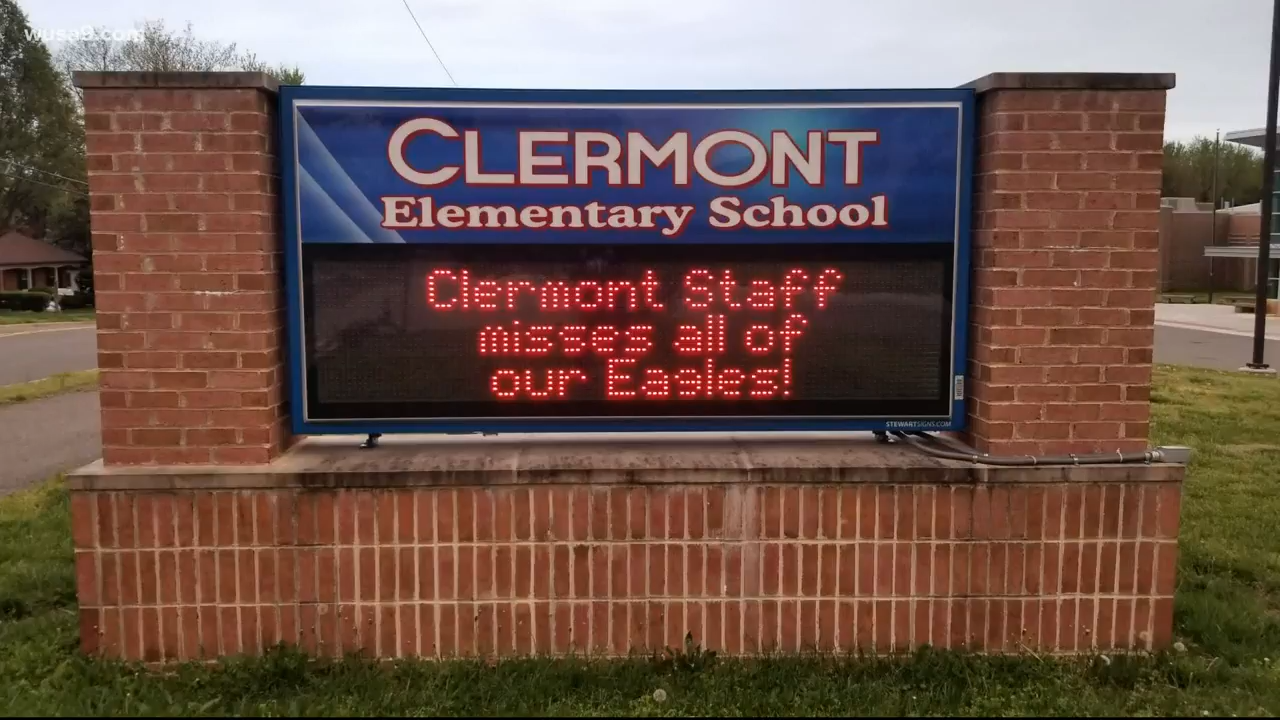 wusa9.com
CLERMONT
Elementary School
Clermont Staff
misses all of
our Eagles!
STEWARTSIGNS.COM